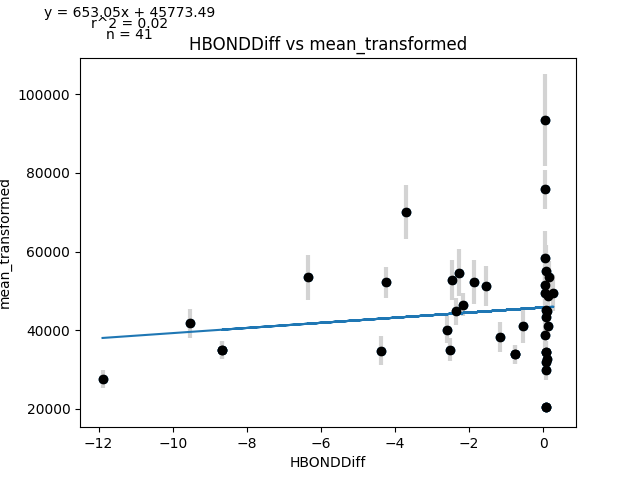 y = 653.05x + 45773.49
r^2 = 0.02
n = 41
HBONDDiff vs mean_transformed
100000
80000
60000
40000
20000
mean_transformed
−12
−10
−8
−6
−4
−2
0
HBONDDiff